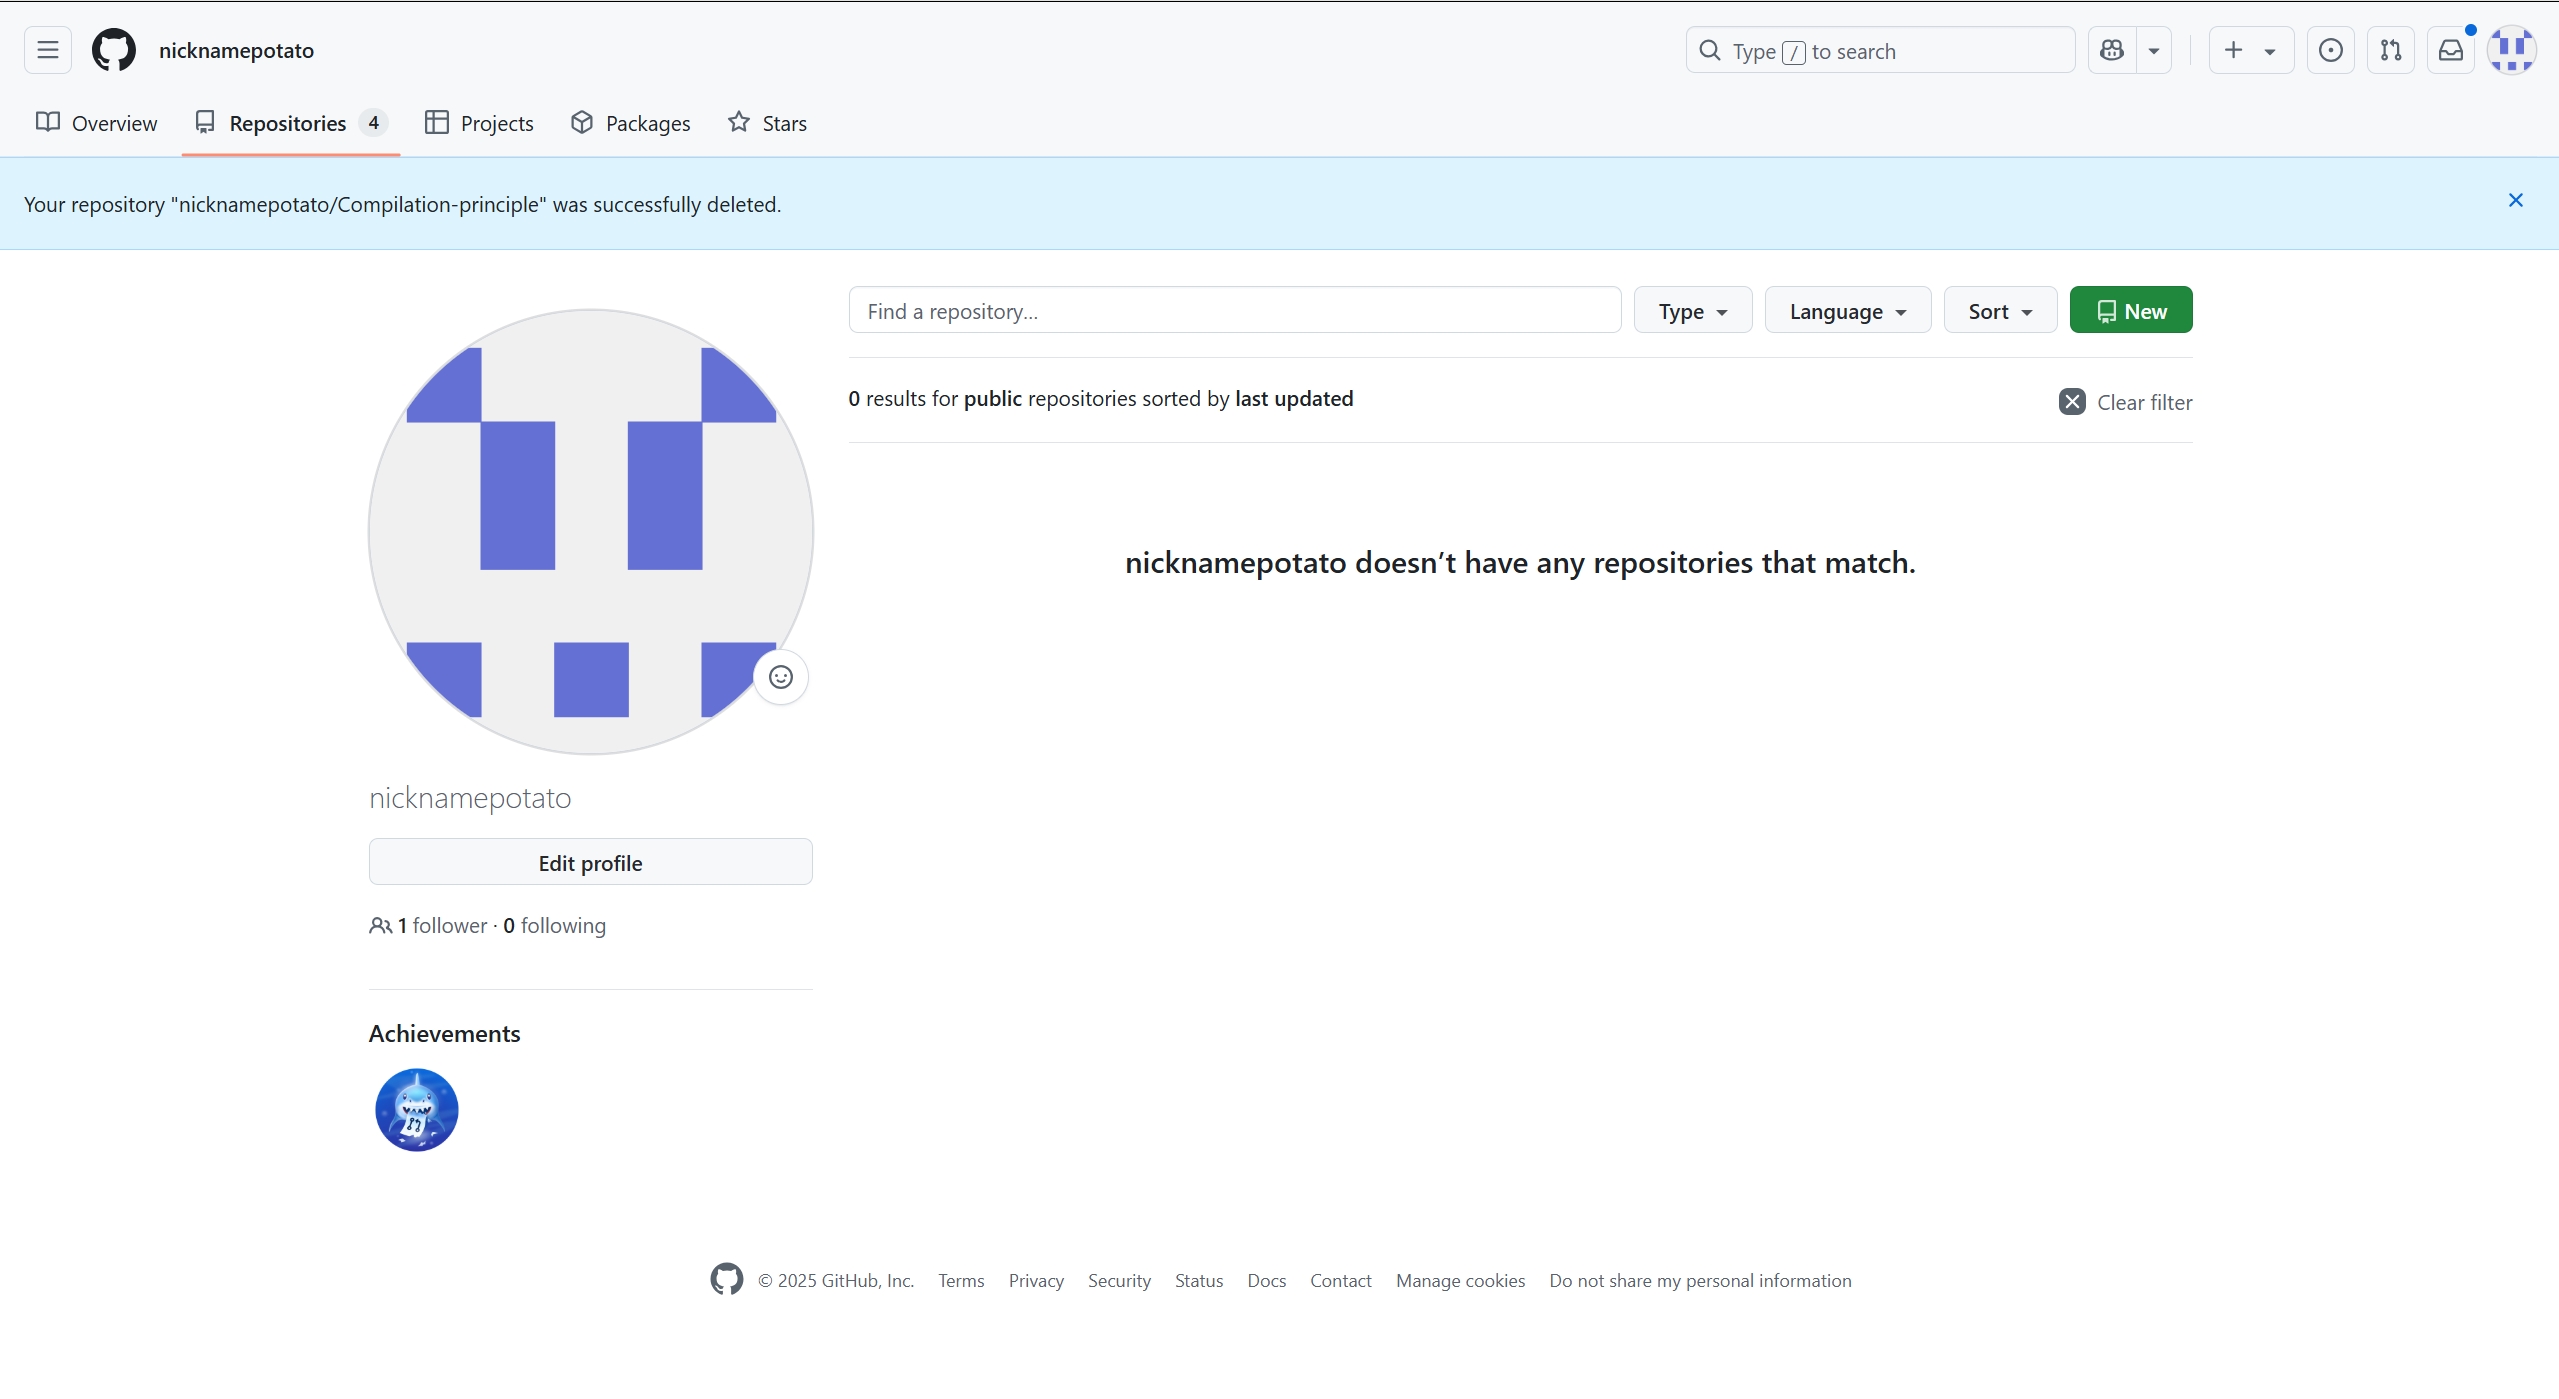 nicknamepotato
Type / to search
Overview
Repositories 4
Projects
Packages
Stars
Your repository "nicknamepotato/Compilation-principle" was successfully deleted.
Find a repository...
Type
Language
Sort
New
0 results for public repositories sorted by last updated
Clear filter
nicknamepotato doesn’t have any repositories that match.
nicknamepotato
Edit profile
1 follower · 0 following
Achievements
© 2025 GitHub, Inc.
Terms
Privacy
Security
Status
Docs
Contact
Manage cookies
Do not share my personal information